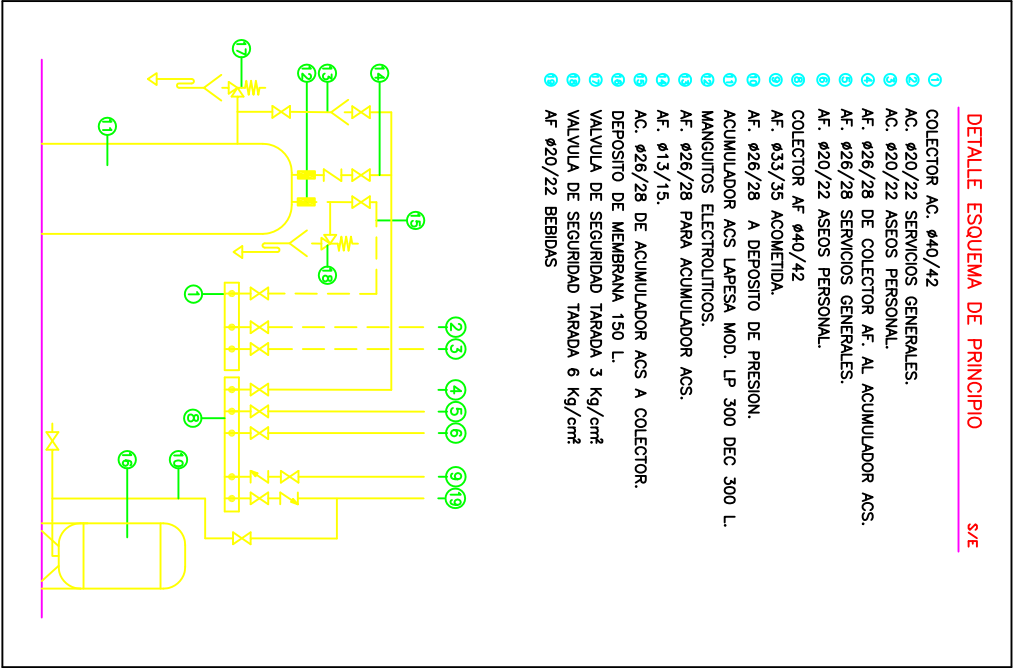 DETALLE ESQUEMA DE PRINCIPIO S/E
1 COLECTOR AC. ø40/42
2 AC. ø20/22 SERVICIOS GENERALES.
3 AC. ø20/22 ASEOS PERSONAL.
4 AF. ø26/28 DE COLECTOR AF. AL ACUMULADOR ACS.
5 AF. ø26/28 SERVICIOS GENERALES.
6 AF. ø20/22 ASEOS PERSONAL.
8 COLECTOR AF ø40/42
9 AF. ø33/35 ACOMETIDA.
10 AF. ø26/28 A DEPOSITO DE PRESION.
11 ACUMULADOR ACS LAPESA MOD. LP 300 DEC 300 L.
12 MANGUITOS ELECTROLITICOS.
13 AF. ø26/28 PARA ACUMULADOR ACS.
14 AF. ø13/15.
15 AC. ø26/28 DE ACUMULADOR ACS A COLECTOR.
16 DEPOSITO DE MEMBRANA 150 L.
17 VALVULA DE SEGURIDAD TARADA 3 Kg/cm²
18 VALVULA DE SEGURIDAD TARADA 6 Kg/cm²
19 AF ø20/22 BEBIDAS
2
3
4
5
6
9
19
15
14
13
18
12
17
1
8
10
16
11